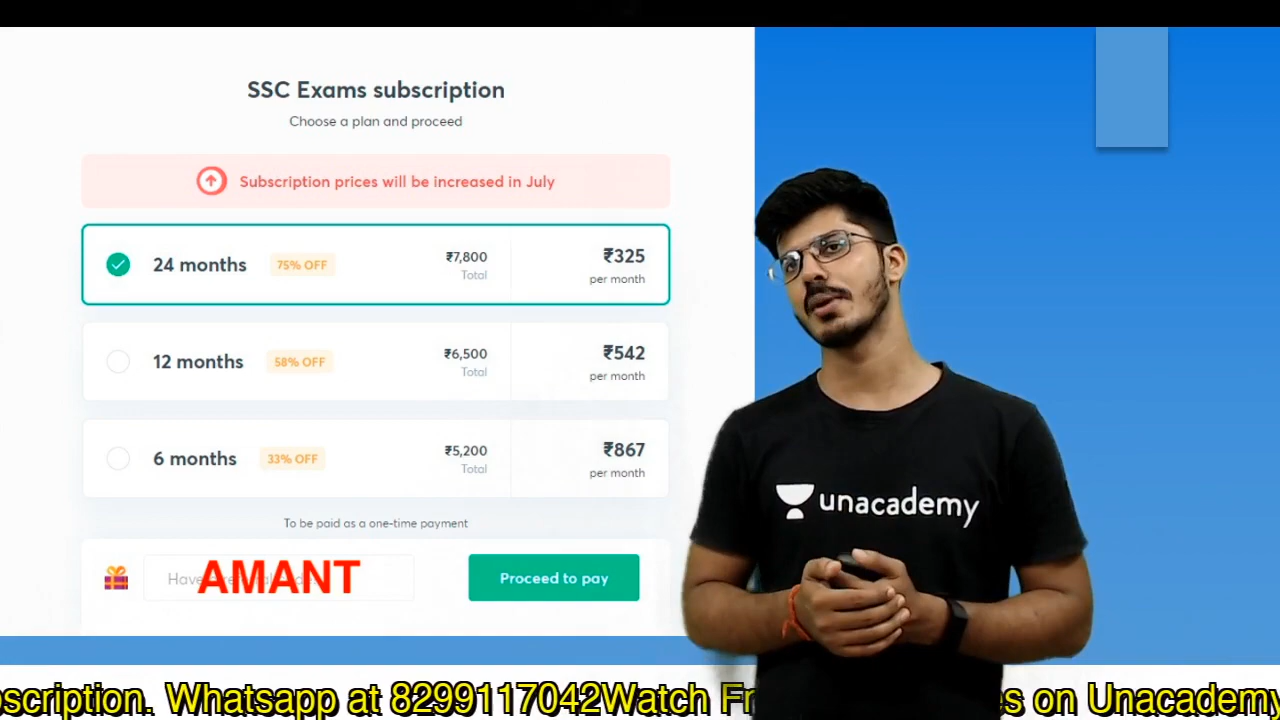 SSC Exams subscription
Choose a plan and proceed
Subscription prices will be increased in July
24 months 75% OFF ₹7,800 Total ₹325 per month
12 months 58% OFF ₹6,500 Total ₹542 per month
6 months 33% OFF ₹5,200 Total ₹867 per month
To be paid as a one-time payment
Have AMANT
Proceed to pay
unacademy
bscription. Whatsapp at 8299117042Watch Fr es on Unacademy